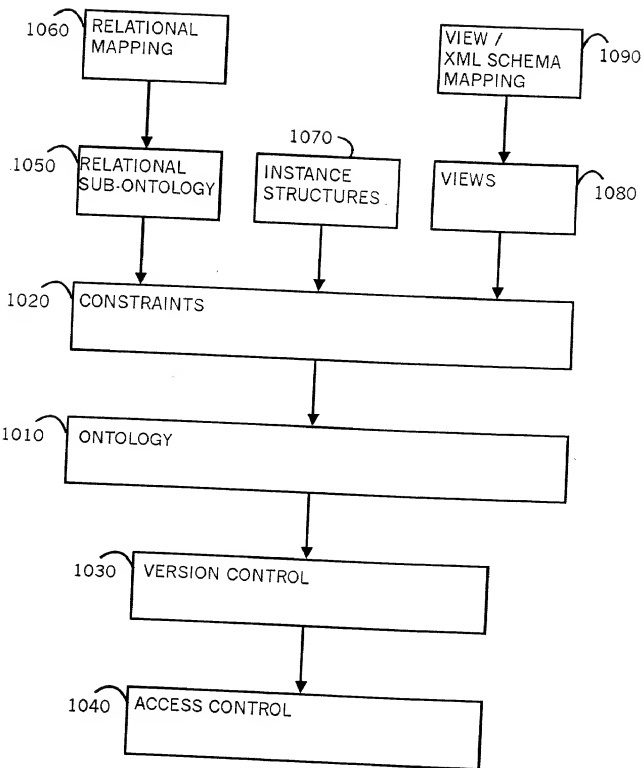 1060
RELATIONAL
MAPPING
VIEW /
XML SCHEMA
MAPPING
1090
1050
RELATIONAL
SUB-ONTOLOGY
1070
INSTANCE
STRUCTURES
VIEWS
1080
1020
CONSTRAINTS
1010
ONTOLOGY
1030
VERSION CONTROL
1040
ACCESS CONTROL